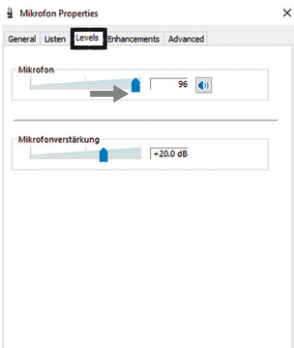 Mikrofon Properties
General Listen Levels Enhancements Advanced
Mikrofon
96
Mikrofonverstärkung
+20.0 dB